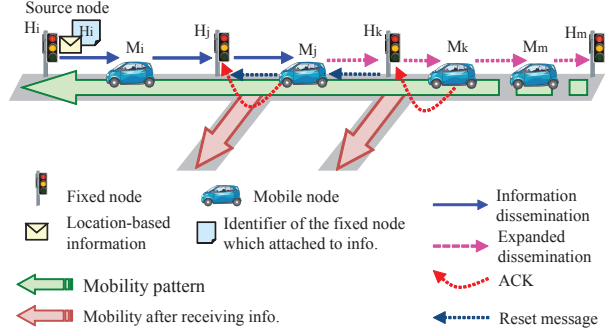 Source node
Hi
Hi
Mi
Hj
Mj
Hk
Mk
Mm
Hm
Fixed node
Mobile node
Location-based
information
Identifier of the fixed node
which attached to info.
Mobility pattern
Mobility after receiving info.
Information
dissemination
Expanded
dissemination
ACK
Reset message